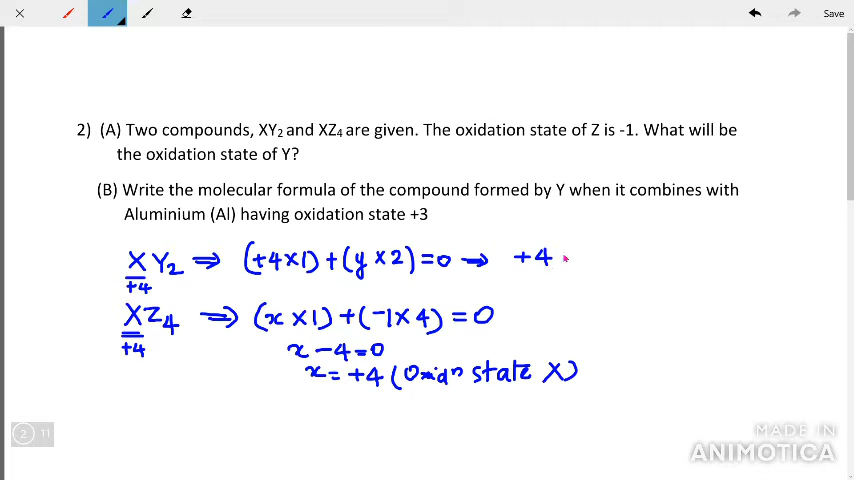 Save
2) (A) Two compounds, XY₂ and XZ₄ are given. The oxidation state of Z is -1. What will be
the oxidation state of Y?
(B) Write the molecular formula of the compound formed by Y when it combines with
Aluminium (Al) having oxidation state +3
XY₂ ⇒ (+4×1)+(y×2)=0 → +4
+4
XZ₄ ⇒ (x×1)+(-1×4)=0
+4
x-4=0
x=+4 (Oxidn state X)
2 11
MADE IN
ANIMOTICA